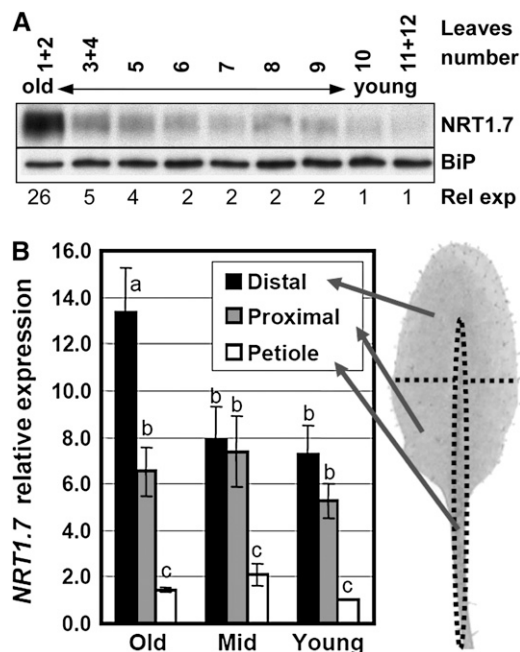 A
1+2 3+4 5 6 7 8 9 10 11+12 Leaves number
old young
NRT1.7
BiP
26 5 4 2 2 2 2 1 1 Rel exp
B
NRT1.7 relative expression
16.0
14.0
12.0
10.0
8.0
6.0
4.0
2.0
0.0
Distal
Proximal
Petiole
a b c
b b c
b b c
Old Mid Young